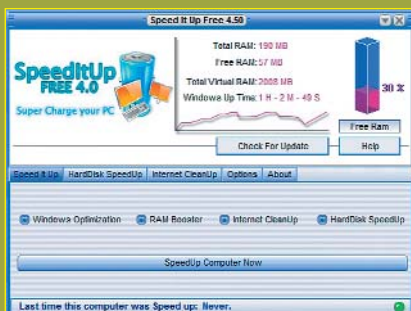 Speed It Up Free 4.50
Total RAM: 190 MB
Free RAM: 57 MB
Total Virtual RAM: 2008 MB
Windows Up Time: 1 H - 2 M - 49 S
SpeedItUp
FREE 4.0
Super Charge your PC
30 %
Free Ram
Check For Update
Help
Speed It Up
HardDisk SpeedUp
Internet CleanUp
Options
About
Windows Optimization
RAM Booster
Internet CleanUp
HardDisk SpeedUp
SpeedUp Computer Now
Last time this computer was Speed up: Never.